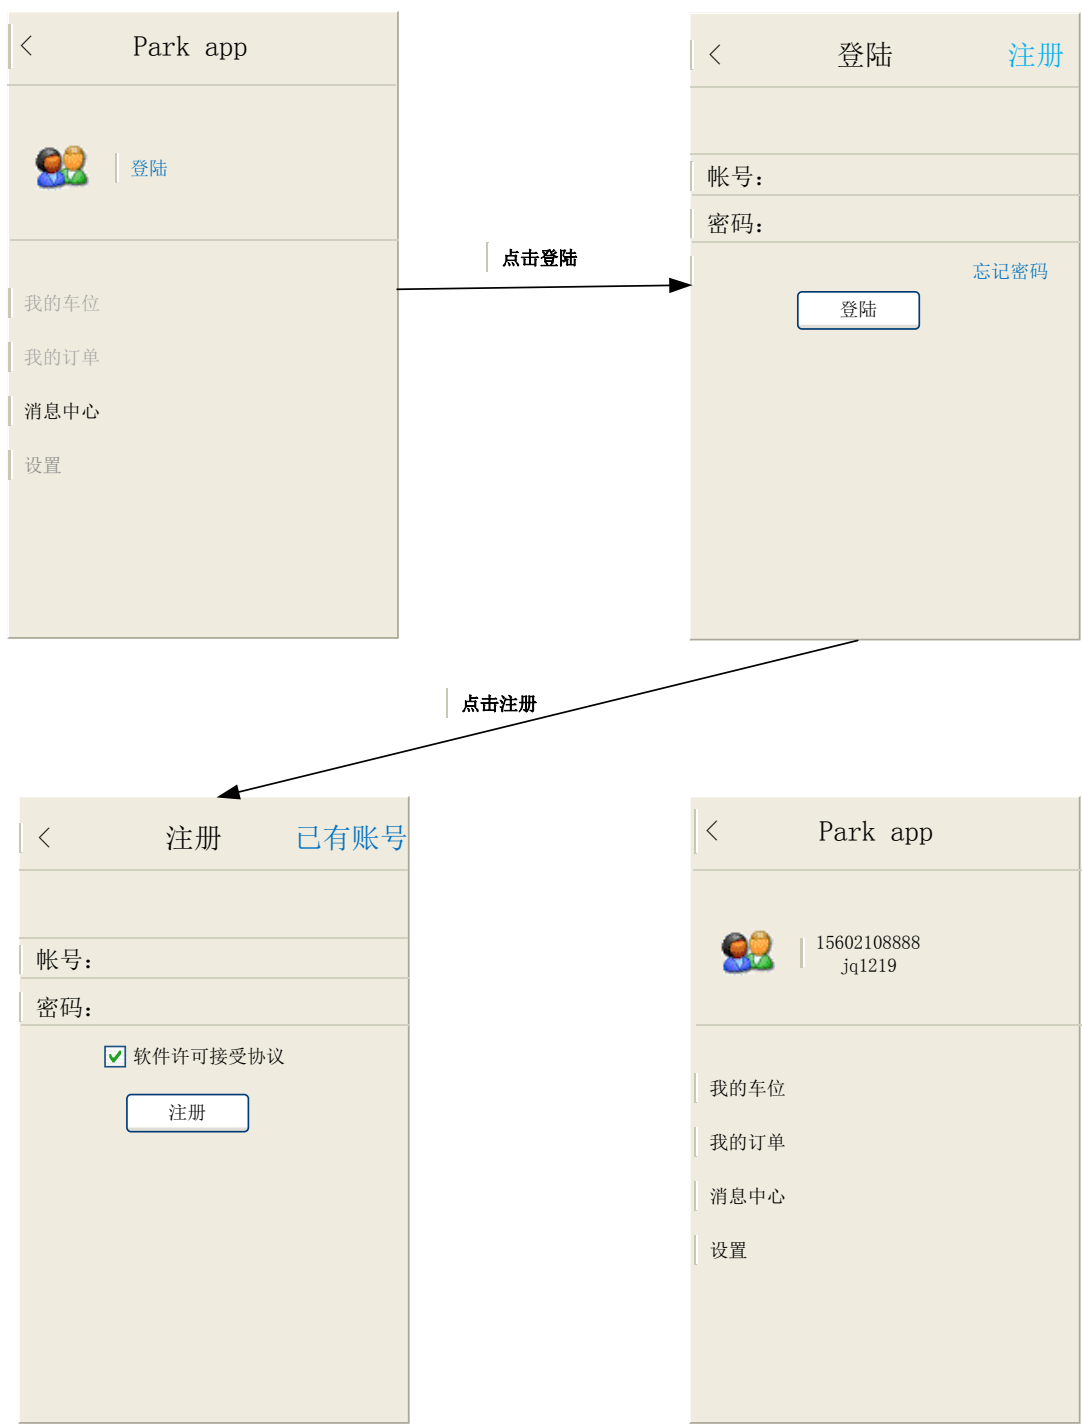 Park app
登陆
我的车位
我的订单
消息中心
设置
点击登陆
登陆 注册
帐号：
密码：
忘记密码
登陆
点击注册
注册 已有账号
帐号：
密码：
软件许可接受协议
注册
Park app
15602108888
jq1219
我的车位
我的订单
消息中心
设置